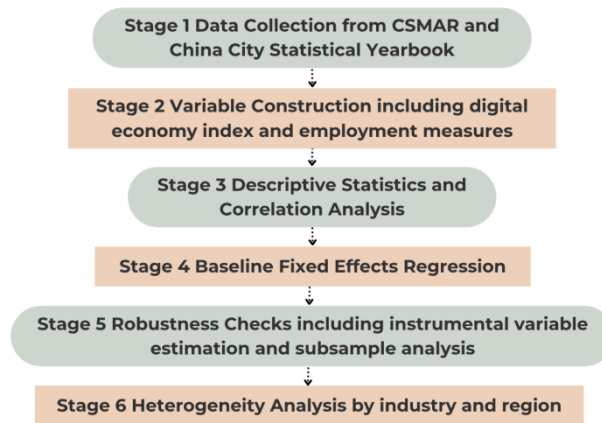 Stage 1 Data Collection from CSMAR and
China City Statistical Yearbook
Stage 2 Variable Construction including digital
economy index and employment measures
Stage 3 Descriptive Statistics and
Correlation Analysis
Stage 4 Baseline Fixed Effects Regression
Stage 5 Robustness Checks including instrumental variable
estimation and subsample analysis
Stage 6 Heterogeneity Analysis by industry and region